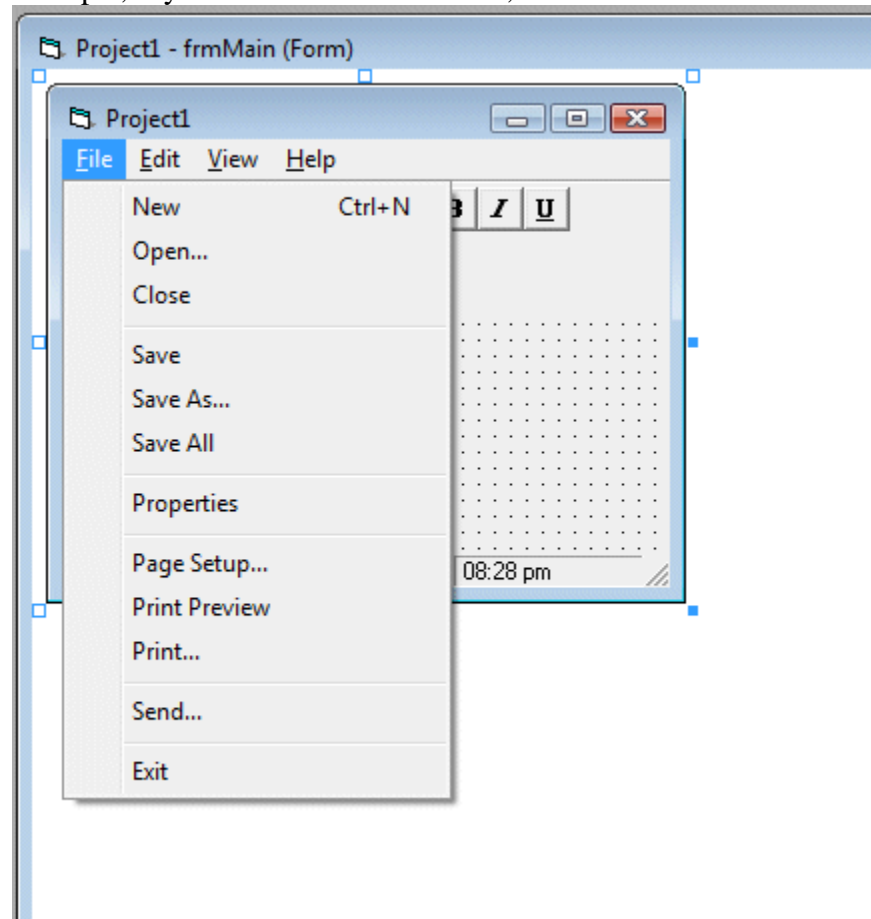 Project1 - frmMain (Form)
Project1
File Edit View Help
New Ctrl+N
B I U
Open...
Close
Save
Save As...
Save All
Properties
Page Setup...
08:28 pm
Print Preview
Print...
Send...
Exit